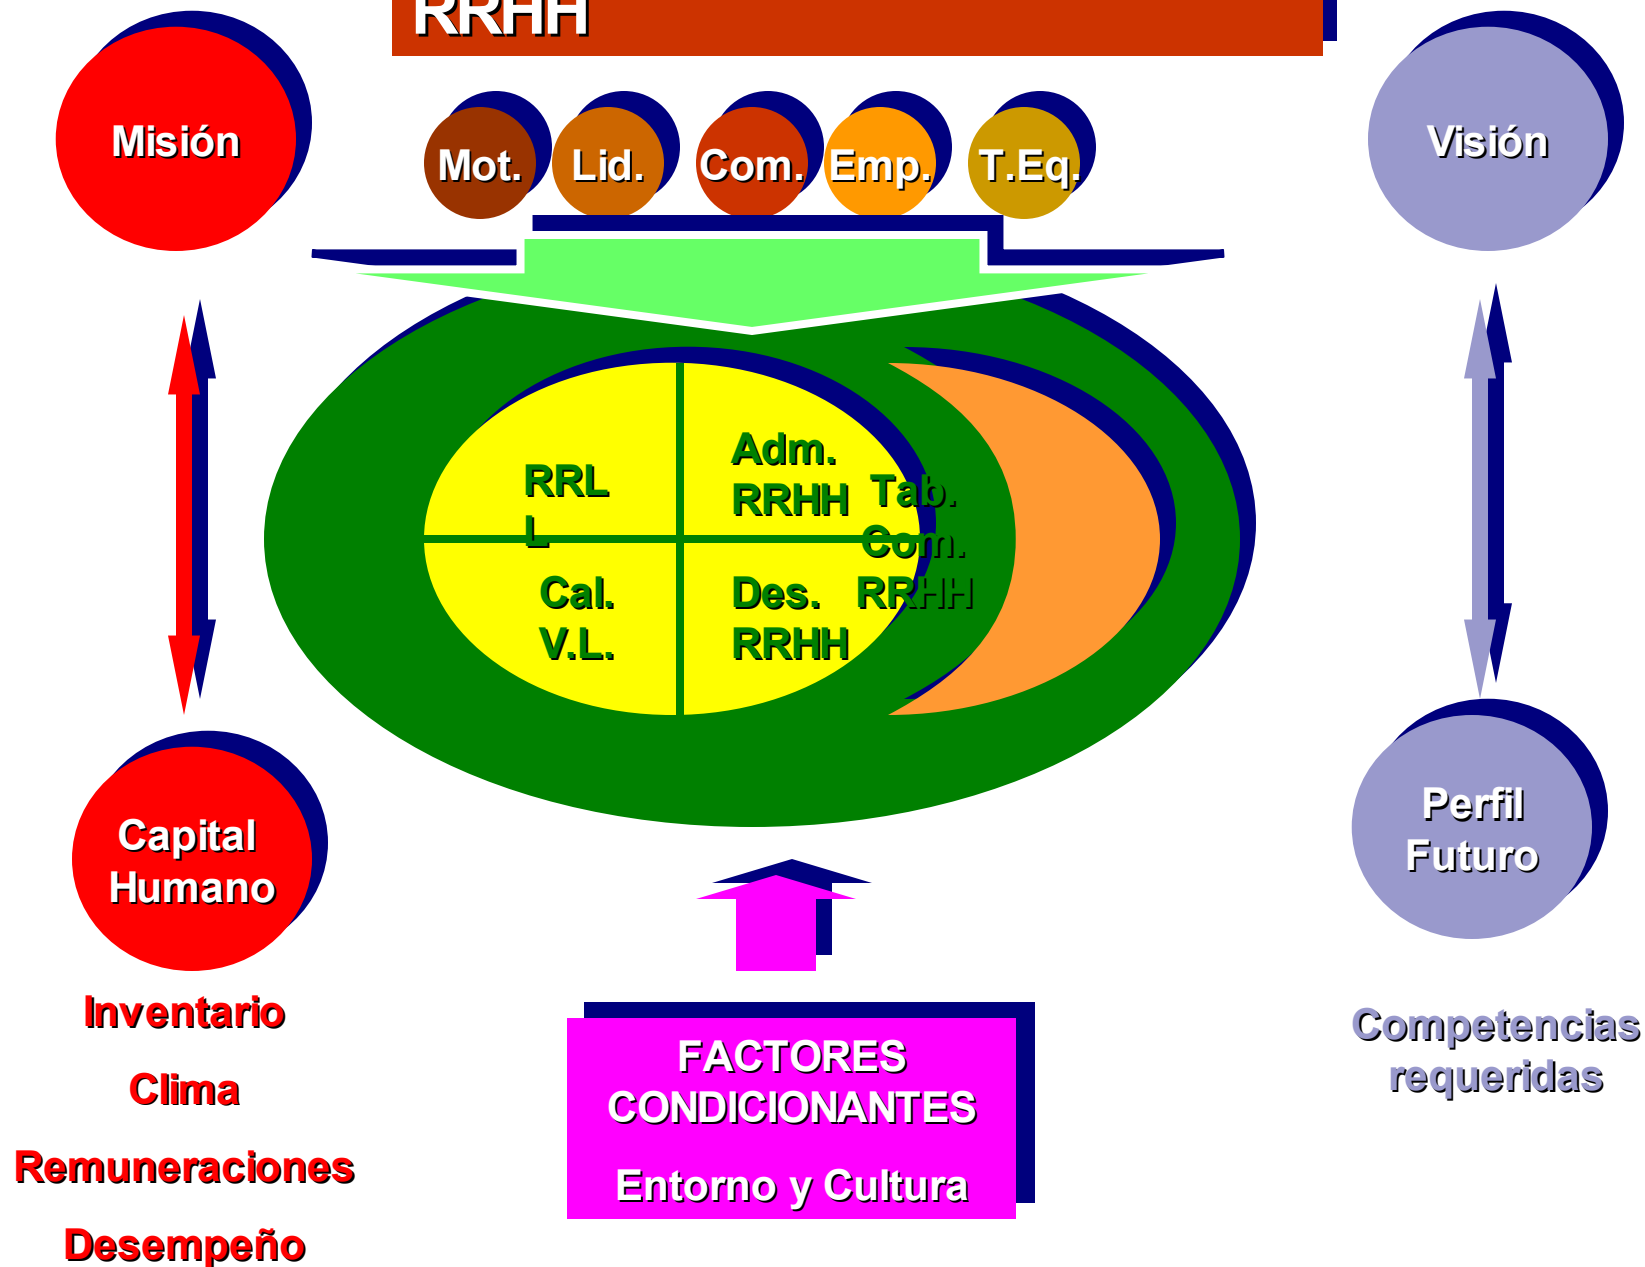 RRHH
Misión
Mot.
Lid.
Com.
Emp.
T.Eq.
Visión
RRL
L
Adm.
RRHH
Tab.
Com.
RRHH
Cal.
V.L.
Des.
RRHH
Capital
Humano
Perfil
Futuro
Inventario
Clima
Remuneraciones
Desempeño
FACTORES
CONDICIONANTES
Entorno y Cultura
Competencias
requeridas